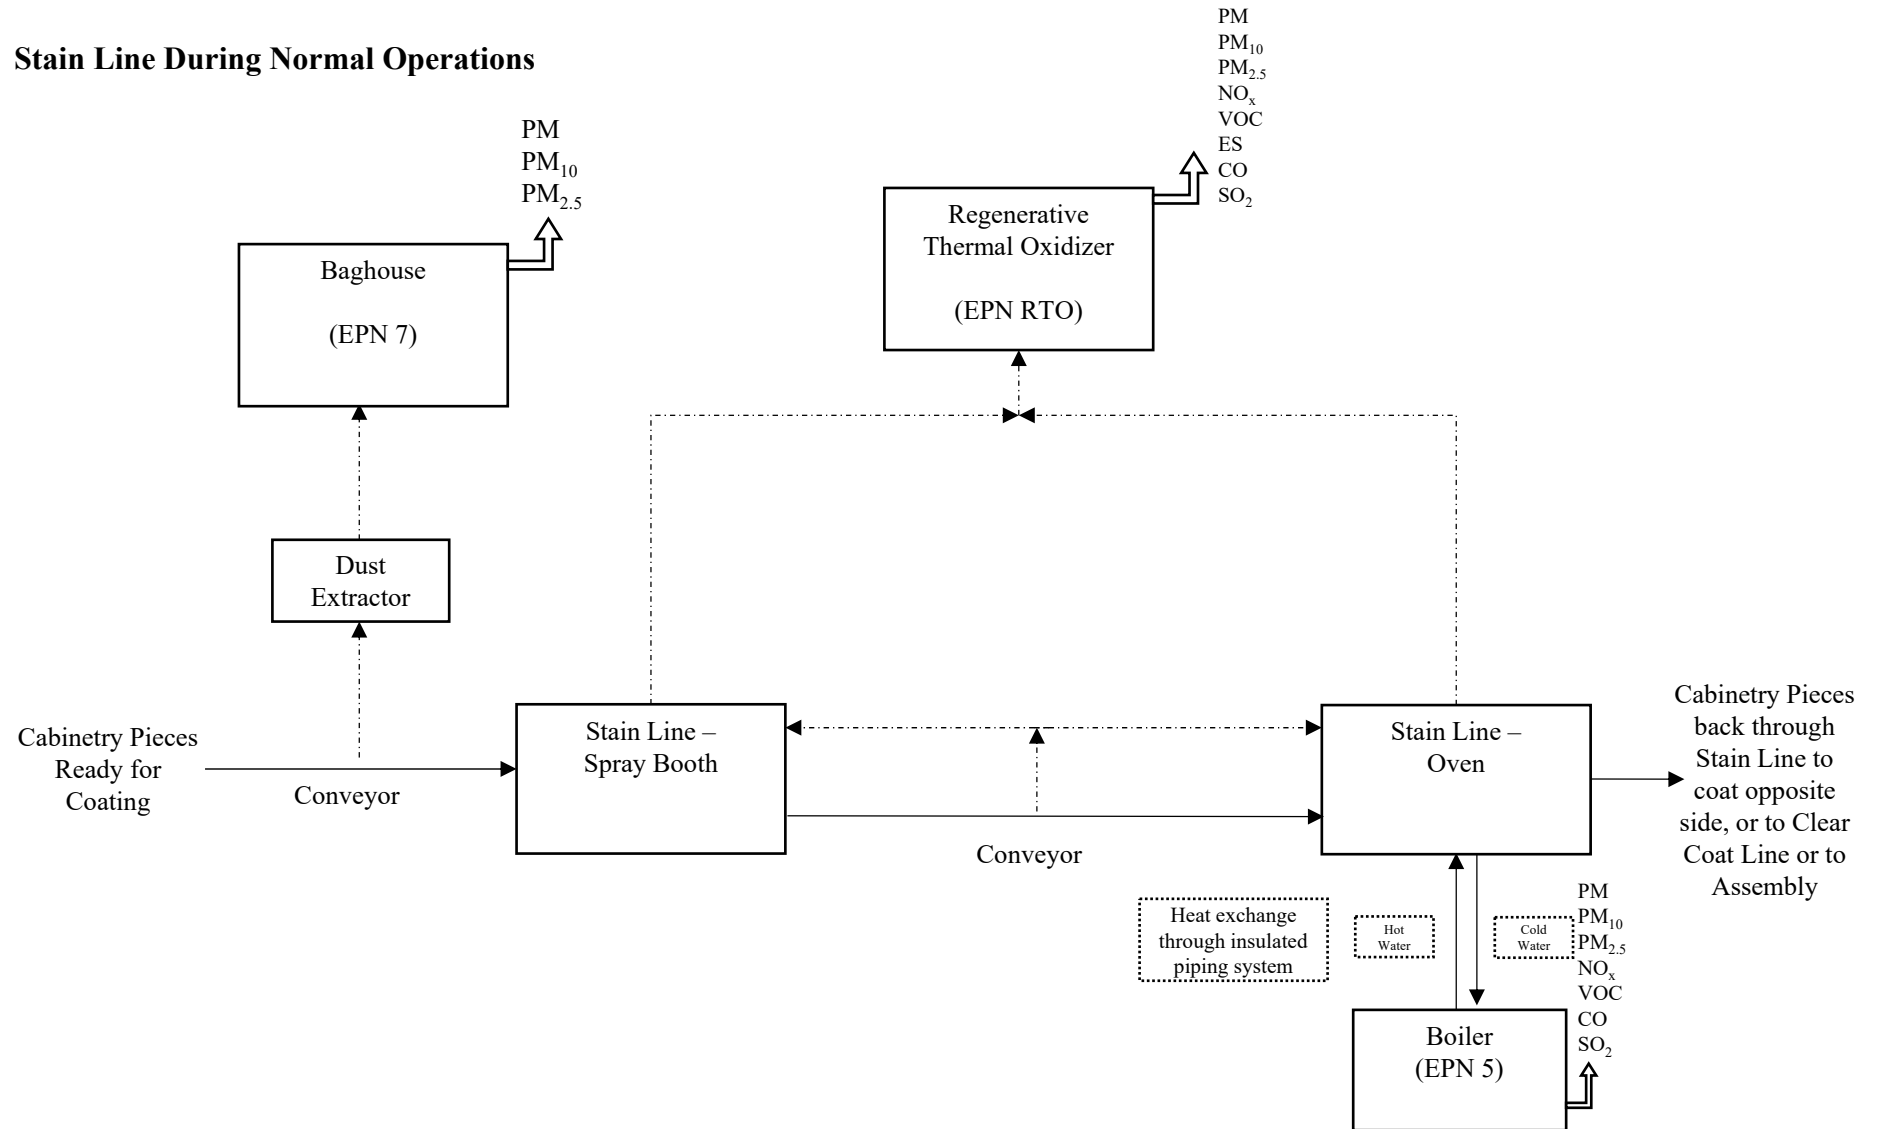 Stain Line During Normal Operations
PM
PM10
PM2.5
NOx
VOC
ES
CO
SO2
PM
PM10
PM2.5
Regenerative
Thermal Oxidizer
(EPN RTO)
Baghouse
(EPN 7)
Dust
Extractor
Cabinetry Pieces
Ready for
Coating
Conveyor
Stain Line –
Spray Booth
Conveyor
Stain Line –
Oven
Cabinetry Pieces
back through
Stain Line to
coat opposite
side, or to Clear
Coat Line or to
Assembly
Heat exchange
through insulated
piping system
Hot
Water
Cold
Water
PM
PM10
PM2.5
NOx
VOC
CO
SO2
Boiler
(EPN 5)